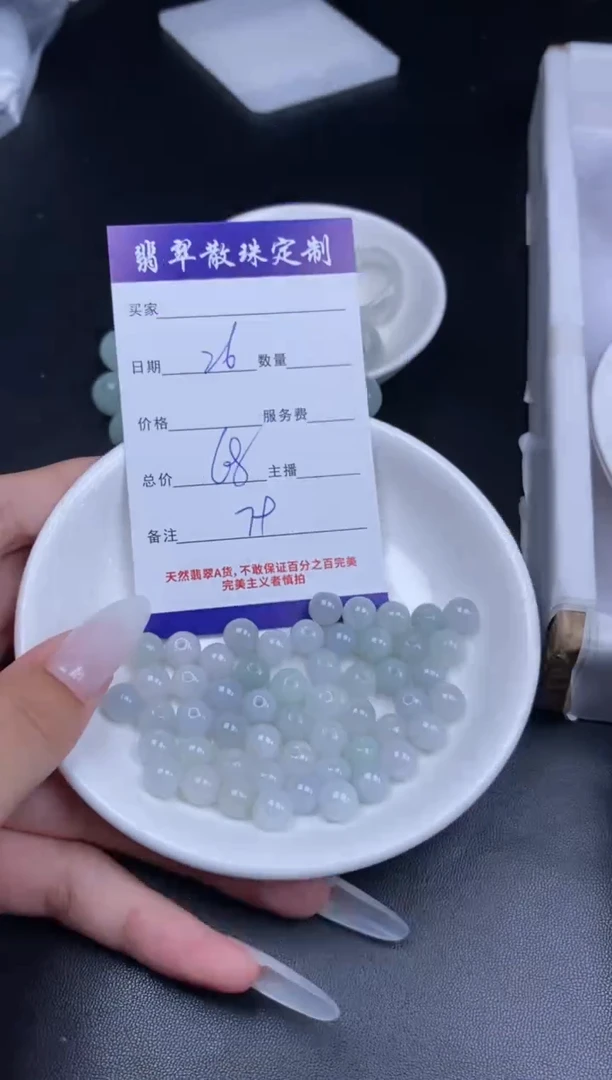 翡翠散珠定制
买家
日期 26 数量
价格 服务费
总价 68 主播
备注
天然翡翠A货,不敢保证百分之百完美
完美主义者慎拍